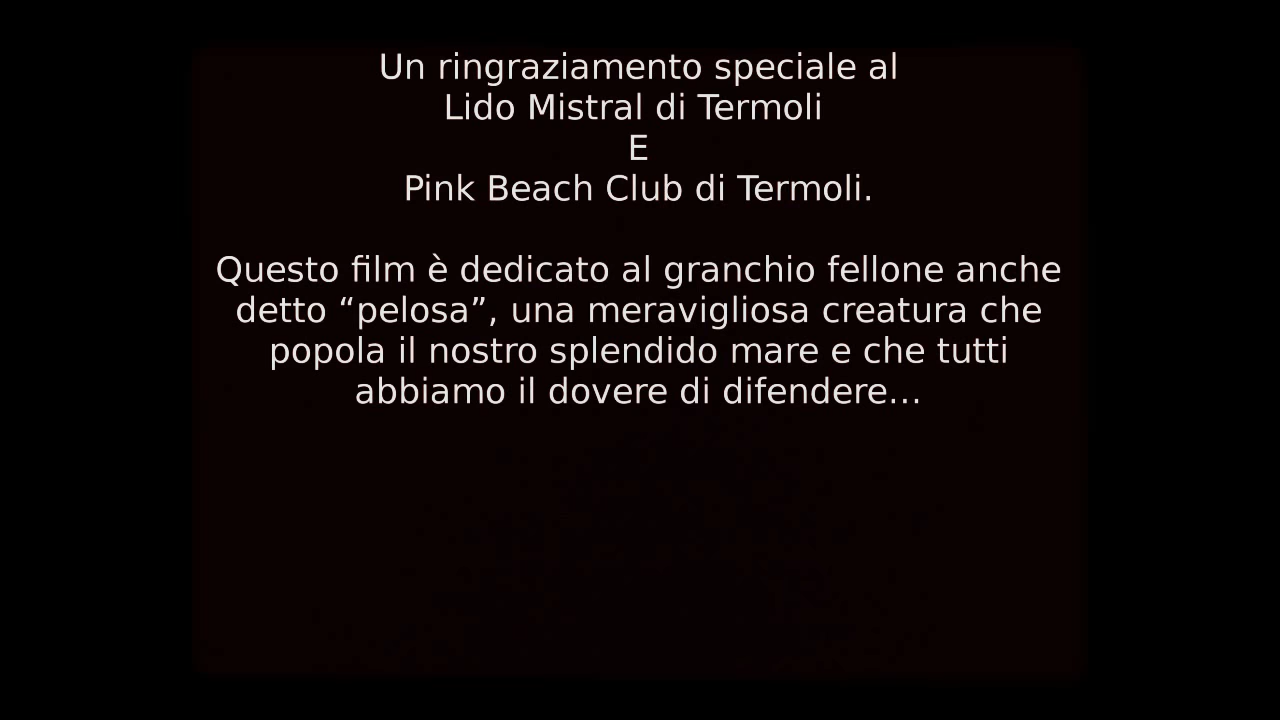 Un ringraziamento speciale al
Lido Mistral di Termoli
E
Pink Beach Club di Termoli.
Questo film è dedicato al granchio fellone anche
detto “pelosa”, una meravigliosa creatura che
popola il nostro splendido mare e che tutti
abbiamo il dovere di difendere...